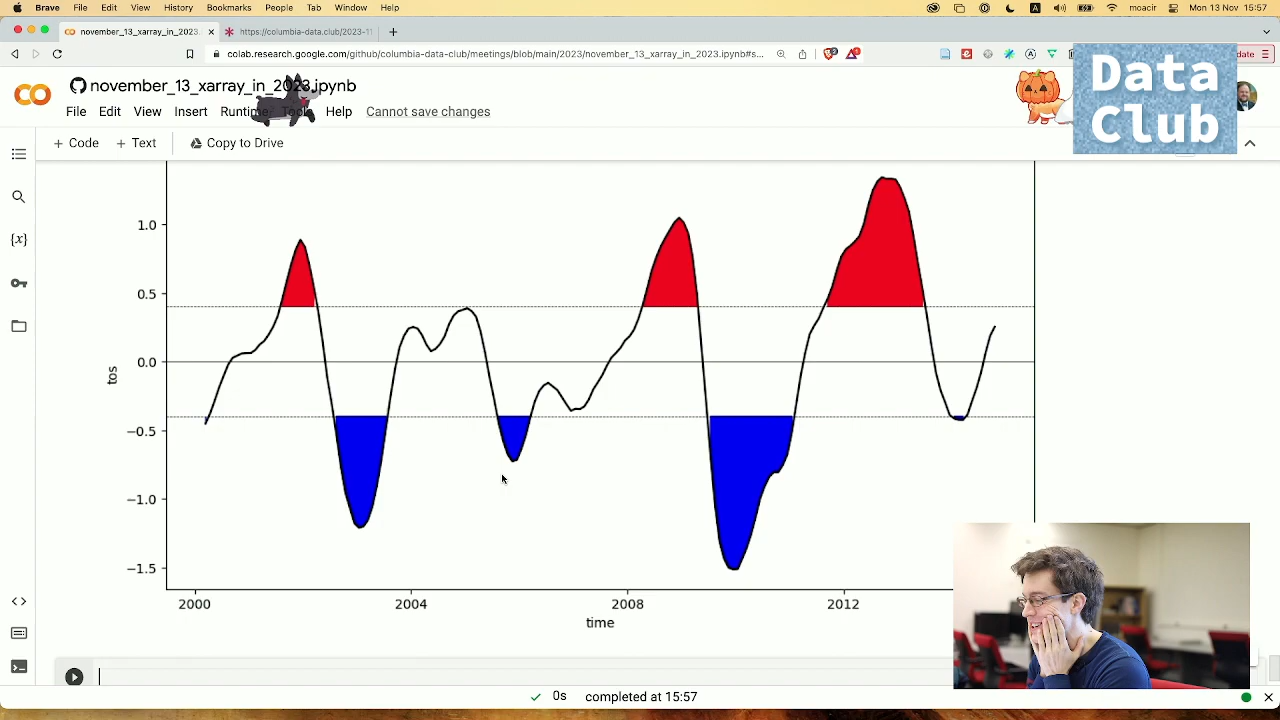 Brave File Edit View History Bookmarks People Tab Window Help A moacir Mon 13 Nov 15:57
november_13_xarray_in_2023. https://columbia-data.club/2023-11
colab.research.google.com/github/columbia-data-club/meetings/blob/main/2023/november_13_xarray_in_2023.ipynb#s...
november_13_xarray_in_2023.ipynb
File Edit View Insert Runtime Tools Help Cannot save changes
Data
Club
+ Code + Text Copy to Drive
{x}
1.0
0.5
0.0
−0.5
−1.0
−1.5
tos
2000 2004 2008 2012
time
0s completed at 15:57